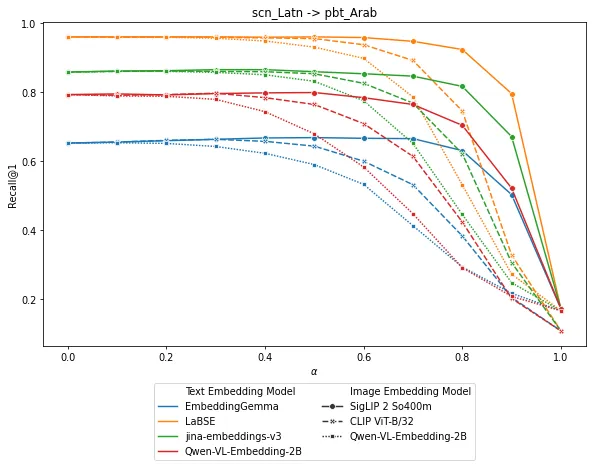 scn_Latn -> pbt_Arab
1.0
0.8
0.6
0.4
0.2
Recall@1
0.0 0.2 0.4 0.6 0.8 1.0
α
Text Embedding Model Image Embedding Model
EmbeddingGemma SigLIP 2 So400m
LaBSE CLIP ViT-B/32
jina-embeddings-v3 Qwen-VL-Embedding-2B
Qwen-VL-Embedding-2B